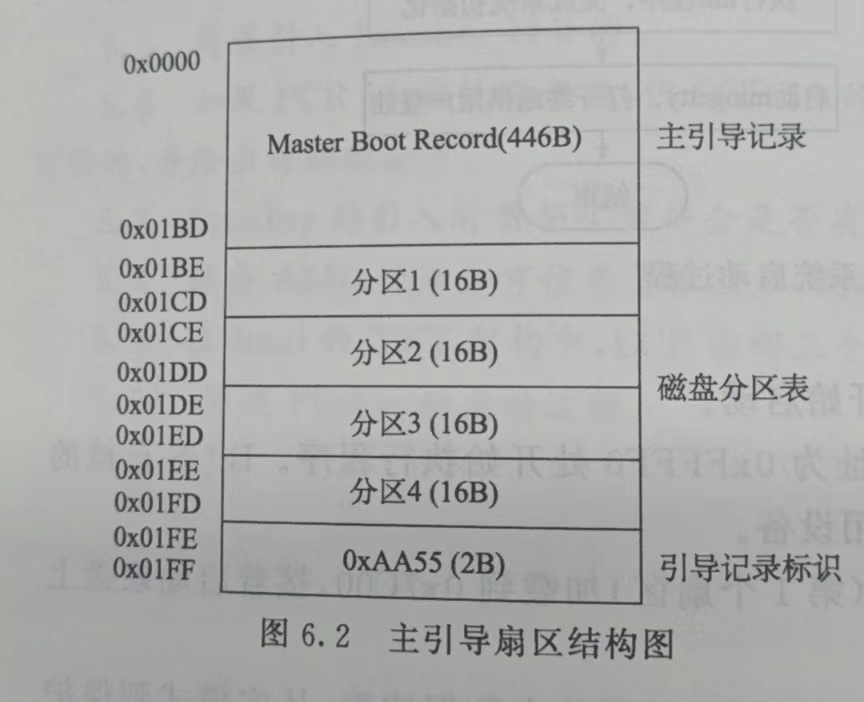 0x0000
Master Boot Record(446B)
主引导记录
0x01BD
0x01BE
分区1 (16B)
0x01CD
0x01CE
分区2 (16B)
0x01DD
磁盘分区表
0x01DE
分区3 (16B)
0x01ED
0x01EE
分区4 (16B)
0x01FD
0x01FE
0xAA55 (2B)
引导记录标识
0x01FF
图 6.2 主引导扇区结构图